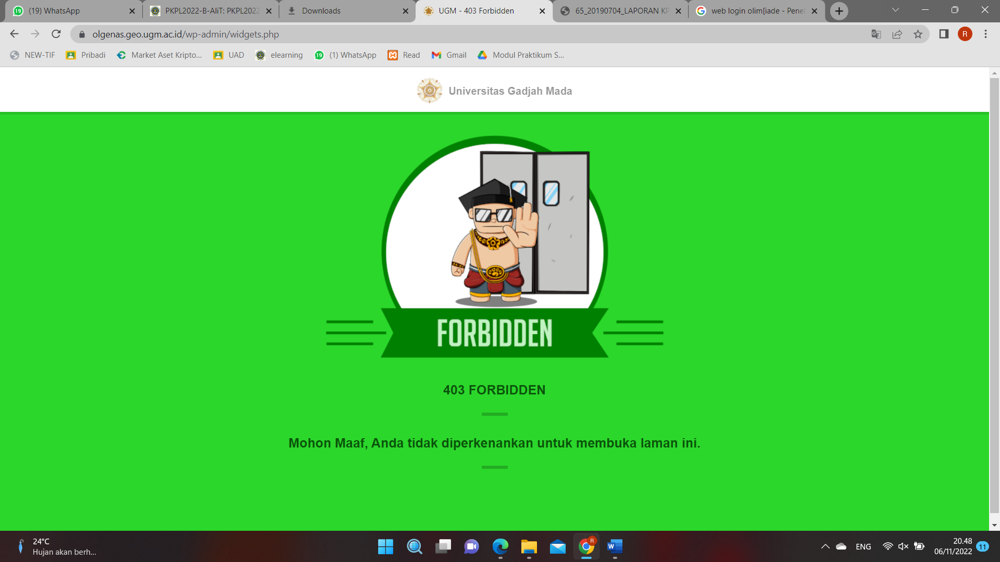 (19) WhatsApp
PKPL2022-B-AliT: PKPL2022
Downloads
UGM - 403 Forbidden
65_20190704_LAPORAN KP
web login olim[iade - Penel
olgenas.geo.ugm.ac.id/wp-admin/widgets.php
R
NEW-TIF
Pribadi
Market Aset Kripto...
UAD
elearning
(1) WhatsApp
Read
Gmail
Modul Praktikum S...
Universitas Gadjah Mada
FORBIDDEN
403 FORBIDDEN
Mohon Maaf, Anda tidak diperkenankan untuk membuka laman ini.
24°C
Hujan akan berh...
ENG
20.48
06/11/2022
11